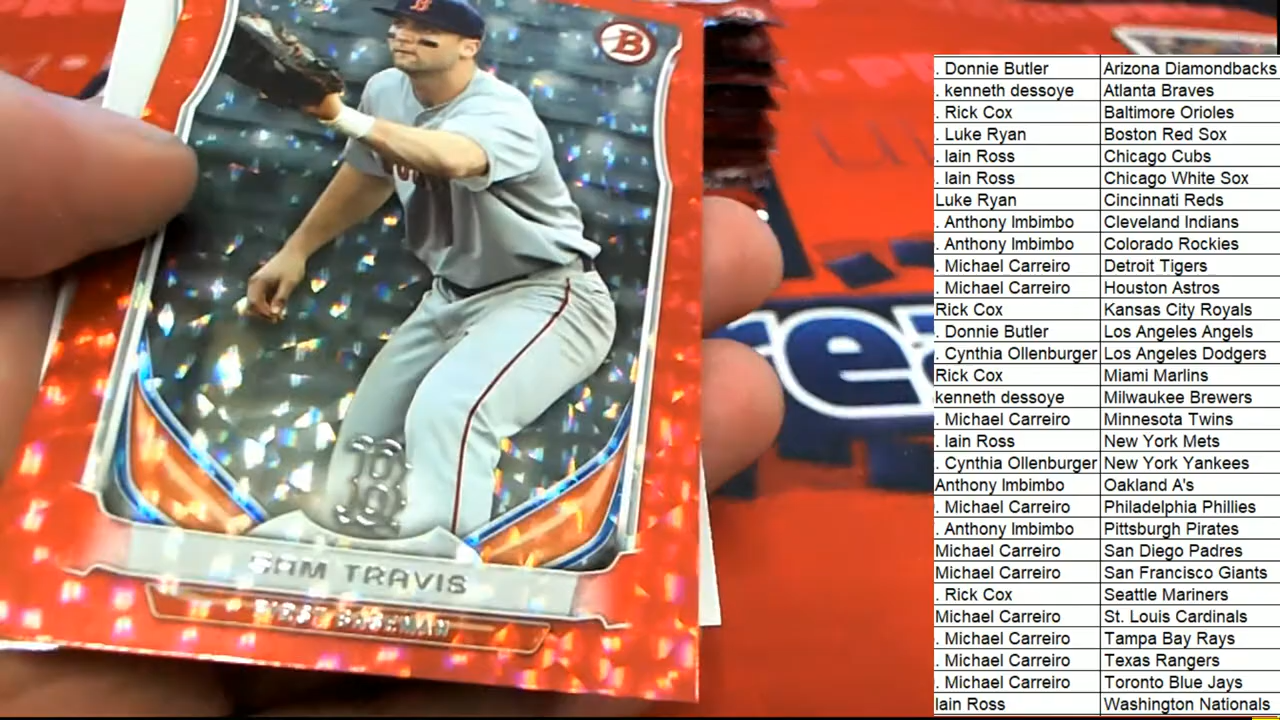 B
B
B
SAM TRAVIS
FIRST BASEMAN
. Donnie Butler Arizona Diamondbacks
. kenneth dessoye Atlanta Braves
. Rick Cox Baltimore Orioles
. Luke Ryan Boston Red Sox
. Iain Ross Chicago Cubs
. Iain Ross Chicago White Sox
Luke Ryan Cincinnati Reds
. Anthony Imbimbo Cleveland Indians
. Anthony Imbimbo Colorado Rockies
. Michael Carreiro Detroit Tigers
. Michael Carreiro Houston Astros
Rick Cox Kansas City Royals
. Donnie Butler Los Angeles Angels
. Cynthia Ollenburger Los Angeles Dodgers
Rick Cox Miami Marlins
kenneth dessoye Milwaukee Brewers
. Michael Carreiro Minnesota Twins
. Iain Ross New York Mets
. Cynthia Ollenburger New York Yankees
Anthony Imbimbo Oakland A's
. Michael Carreiro Philadelphia Phillies
. Anthony Imbimbo Pittsburgh Pirates
Michael Carreiro San Diego Padres
Michael Carreiro San Francisco Giants
. Rick Cox Seattle Mariners
Michael Carreiro St. Louis Cardinals
. Michael Carreiro Tampa Bay Rays
. Michael Carreiro Texas Rangers
. Michael Carreiro Toronto Blue Jays
Iain Ross Washington Nationals